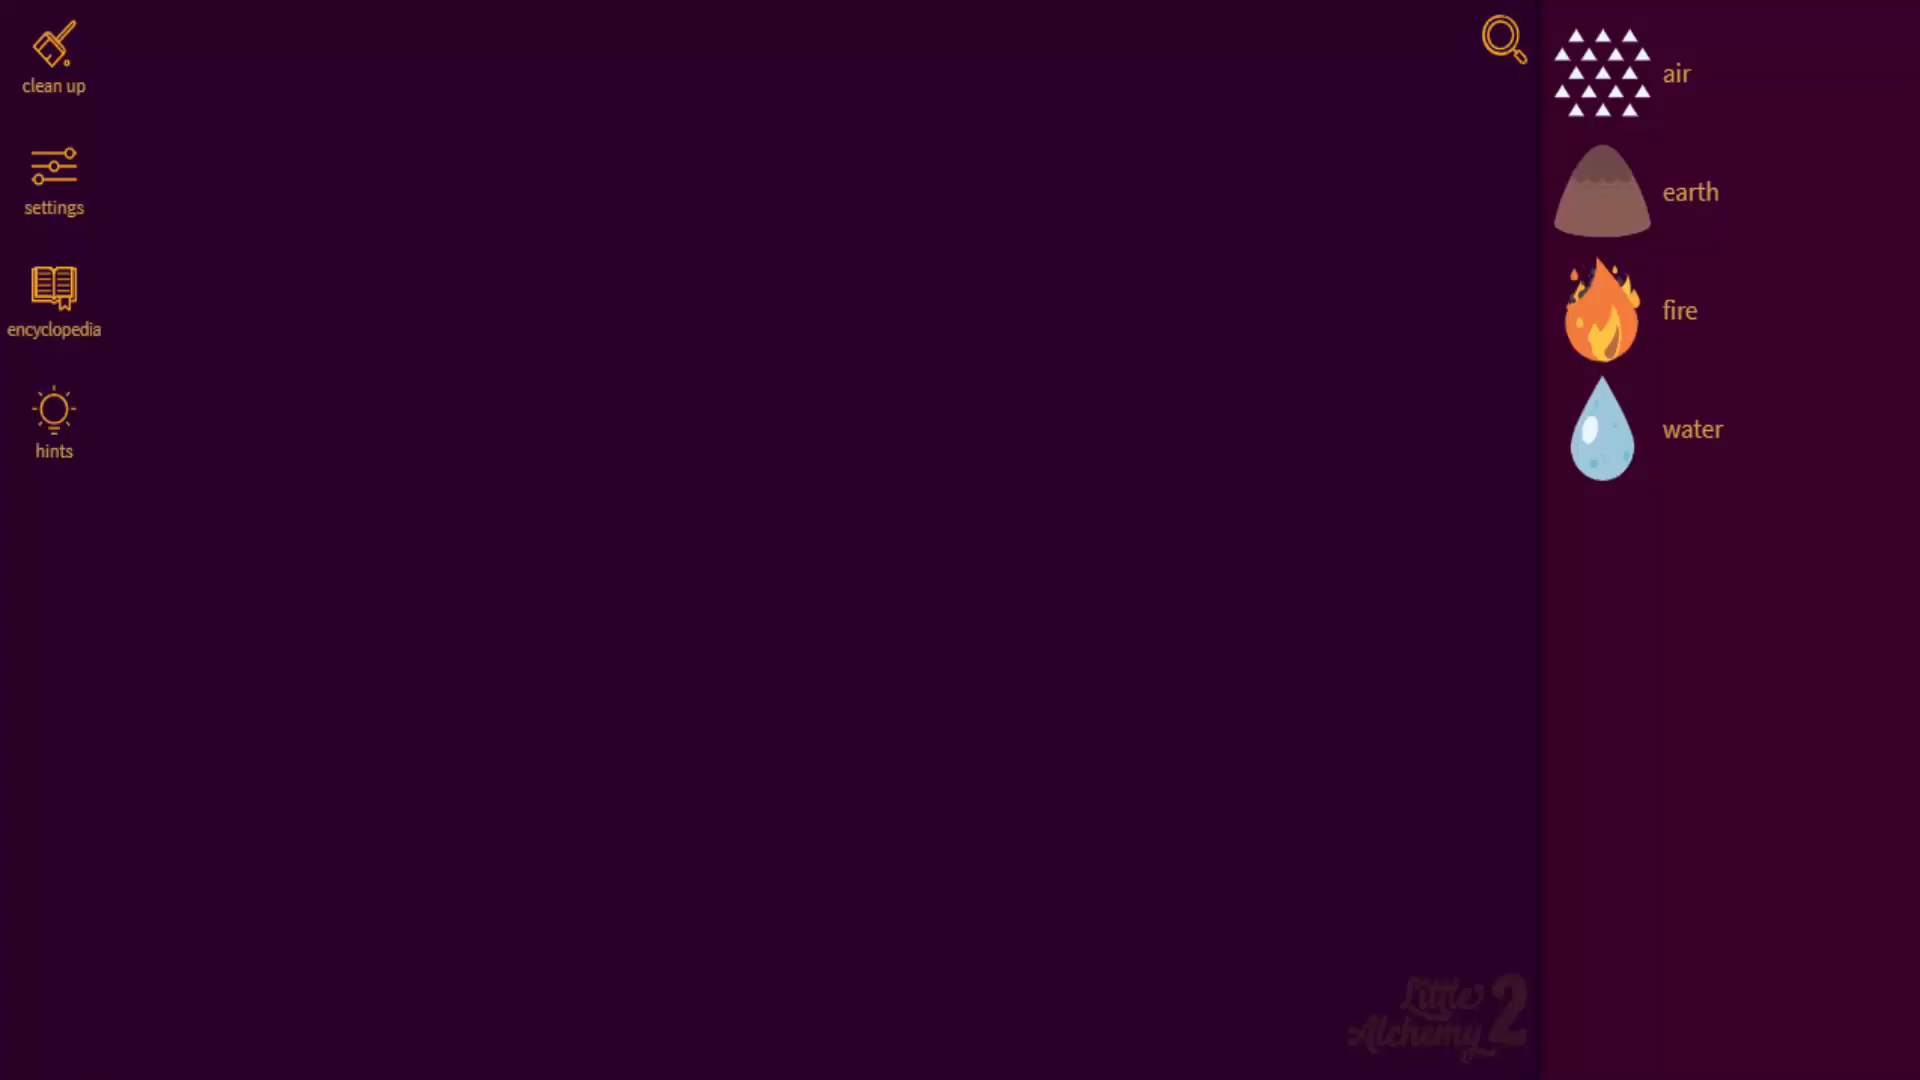 clean up
settings
encyclopedia
hints
air
earth
fire
water
Little
Alchemy 2